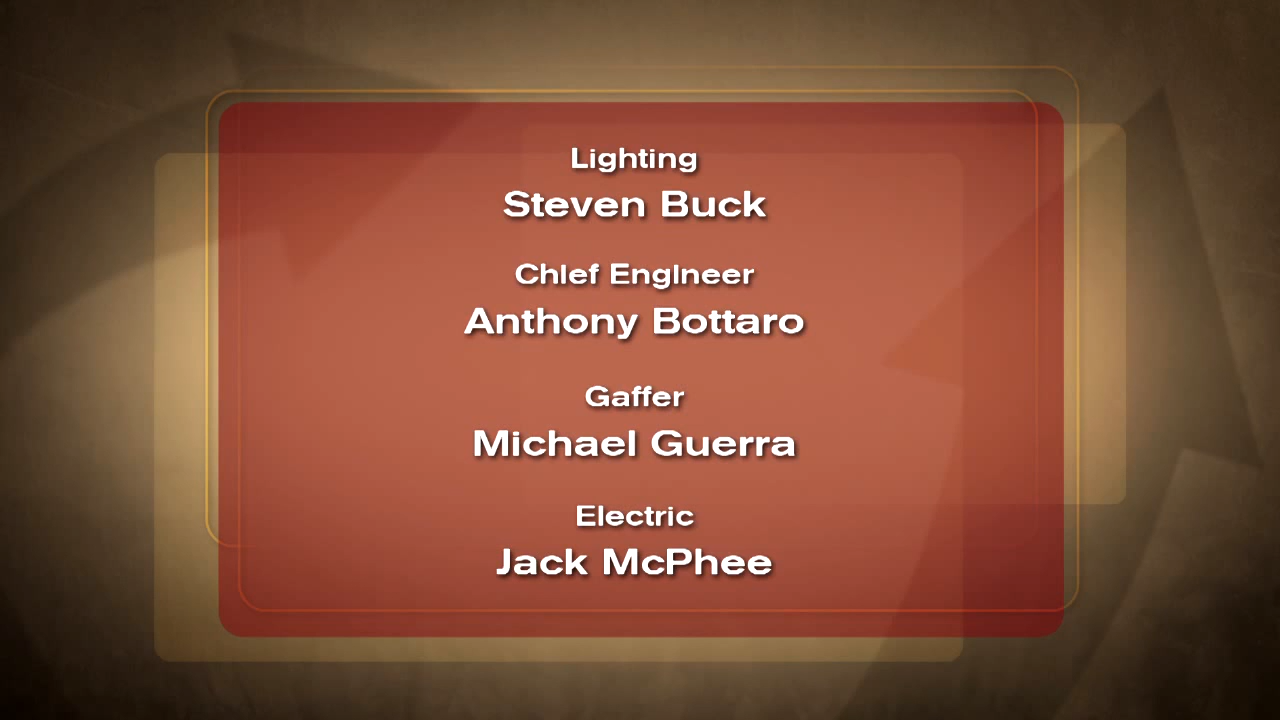 Lighting
Steven Buck
Chief Engineer
Anthony Bottaro
Gaffer
Michael Guerra
Electric
Jack McPhee